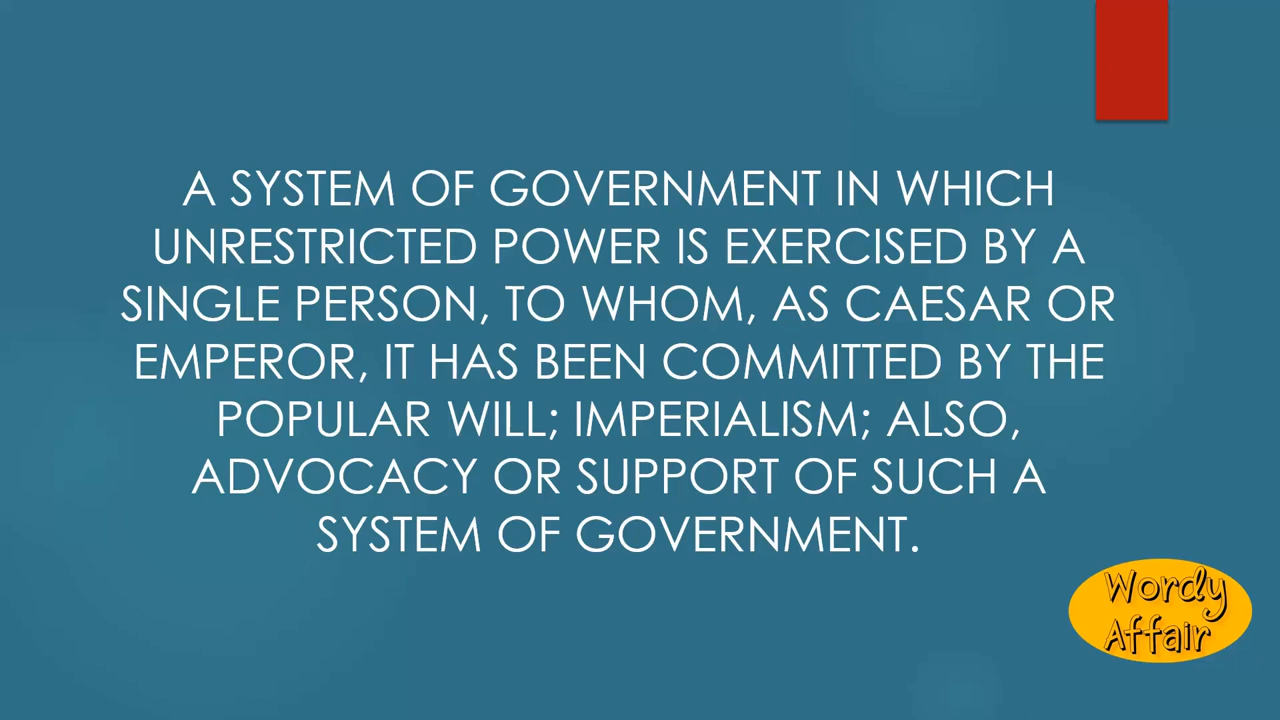 A SYSTEM OF GOVERNMENT IN WHICH
UNRESTRICTED POWER IS EXERCISED BY A
SINGLE PERSON, TO WHOM, AS CAESAR OR
EMPEROR, IT HAS BEEN COMMITTED BY THE
POPULAR WILL; IMPERIALISM; ALSO,
ADVOCACY OR SUPPORT OF SUCH A
SYSTEM OF GOVERNMENT.
Wordy
Affair